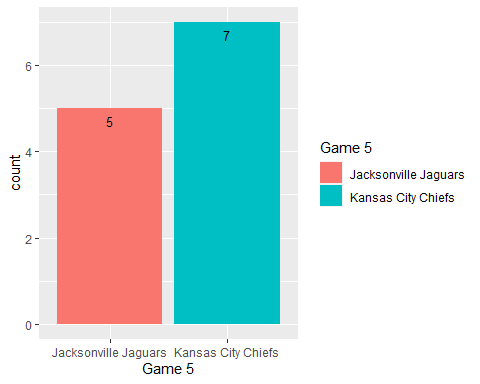 7
6
5
Game 5
4
Jacksonville Jaguars
count
Kansas City Chiefs
2
0
Jacksonville Jaguars Kansas City Chiefs
Game 5